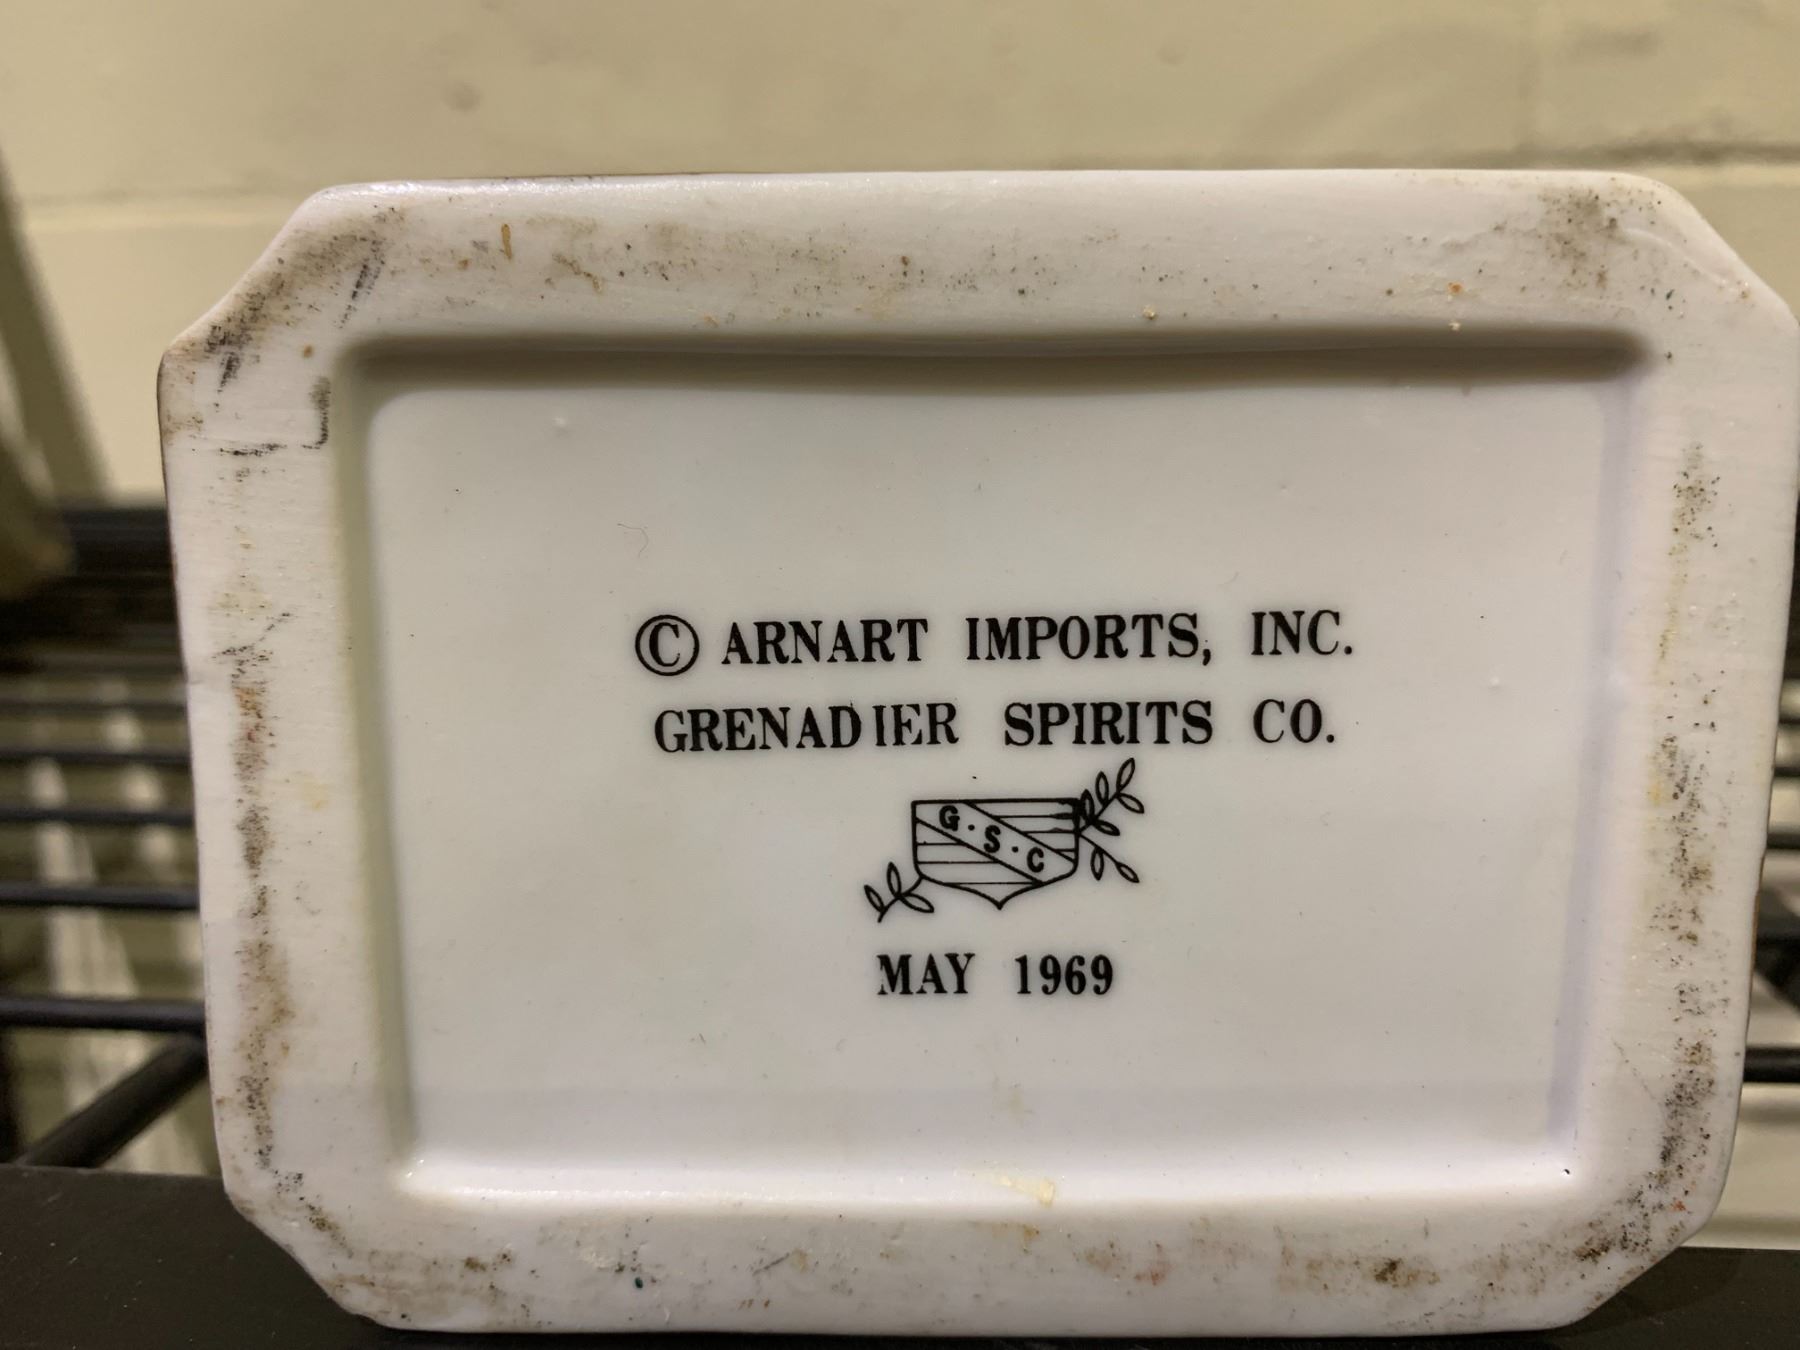 © ARNART IMPORTS, INC.
GRENADIER SPIRITS CO.
G·S·C
MAY 1969